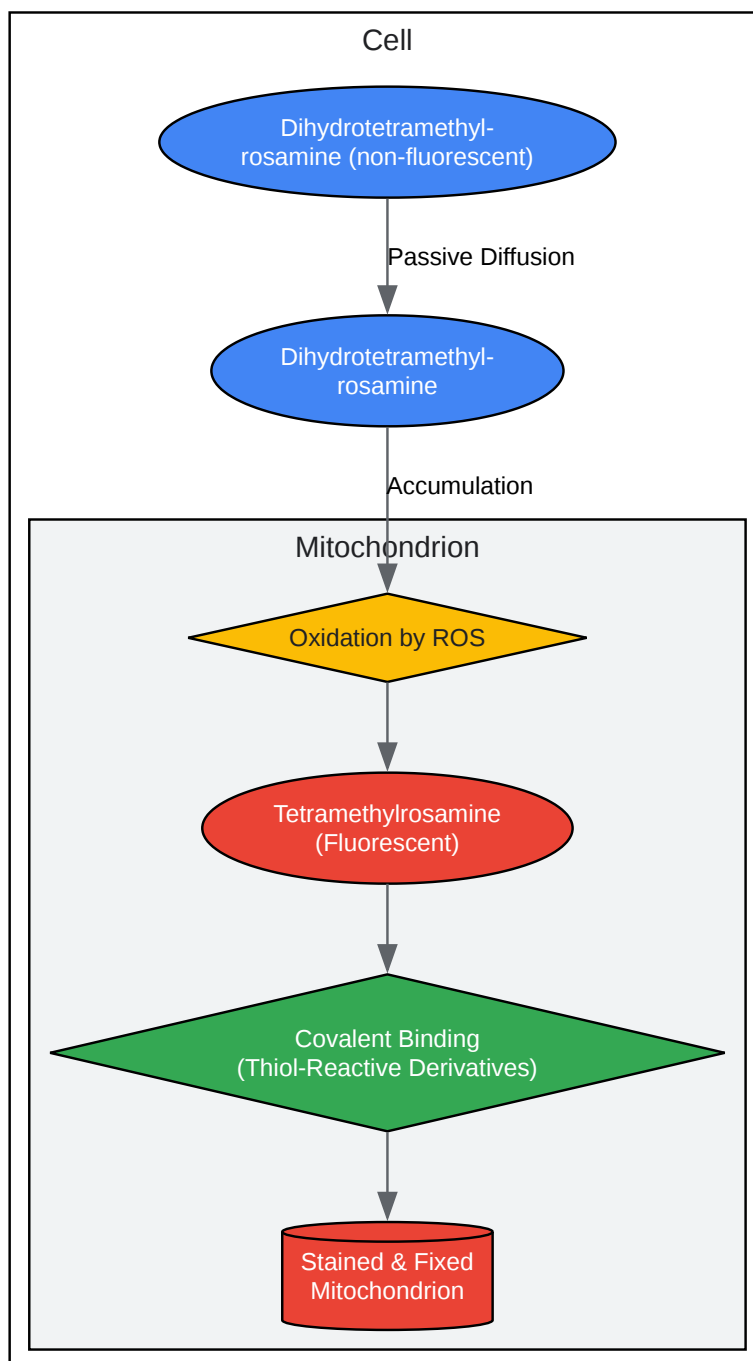 Cell
Dihydrotetramethyl-
rosamine (non-fluorescent)
Passive Diffusion
Dihydrotetramethyl-
rosamine
Accumulation
Mitochondrion
Oxidation by ROS
Tetramethylrosamine
(Fluorescent)
Covalent Binding
(Thiol-Reactive Derivatives)
Stained & Fixed
Mitochondrion